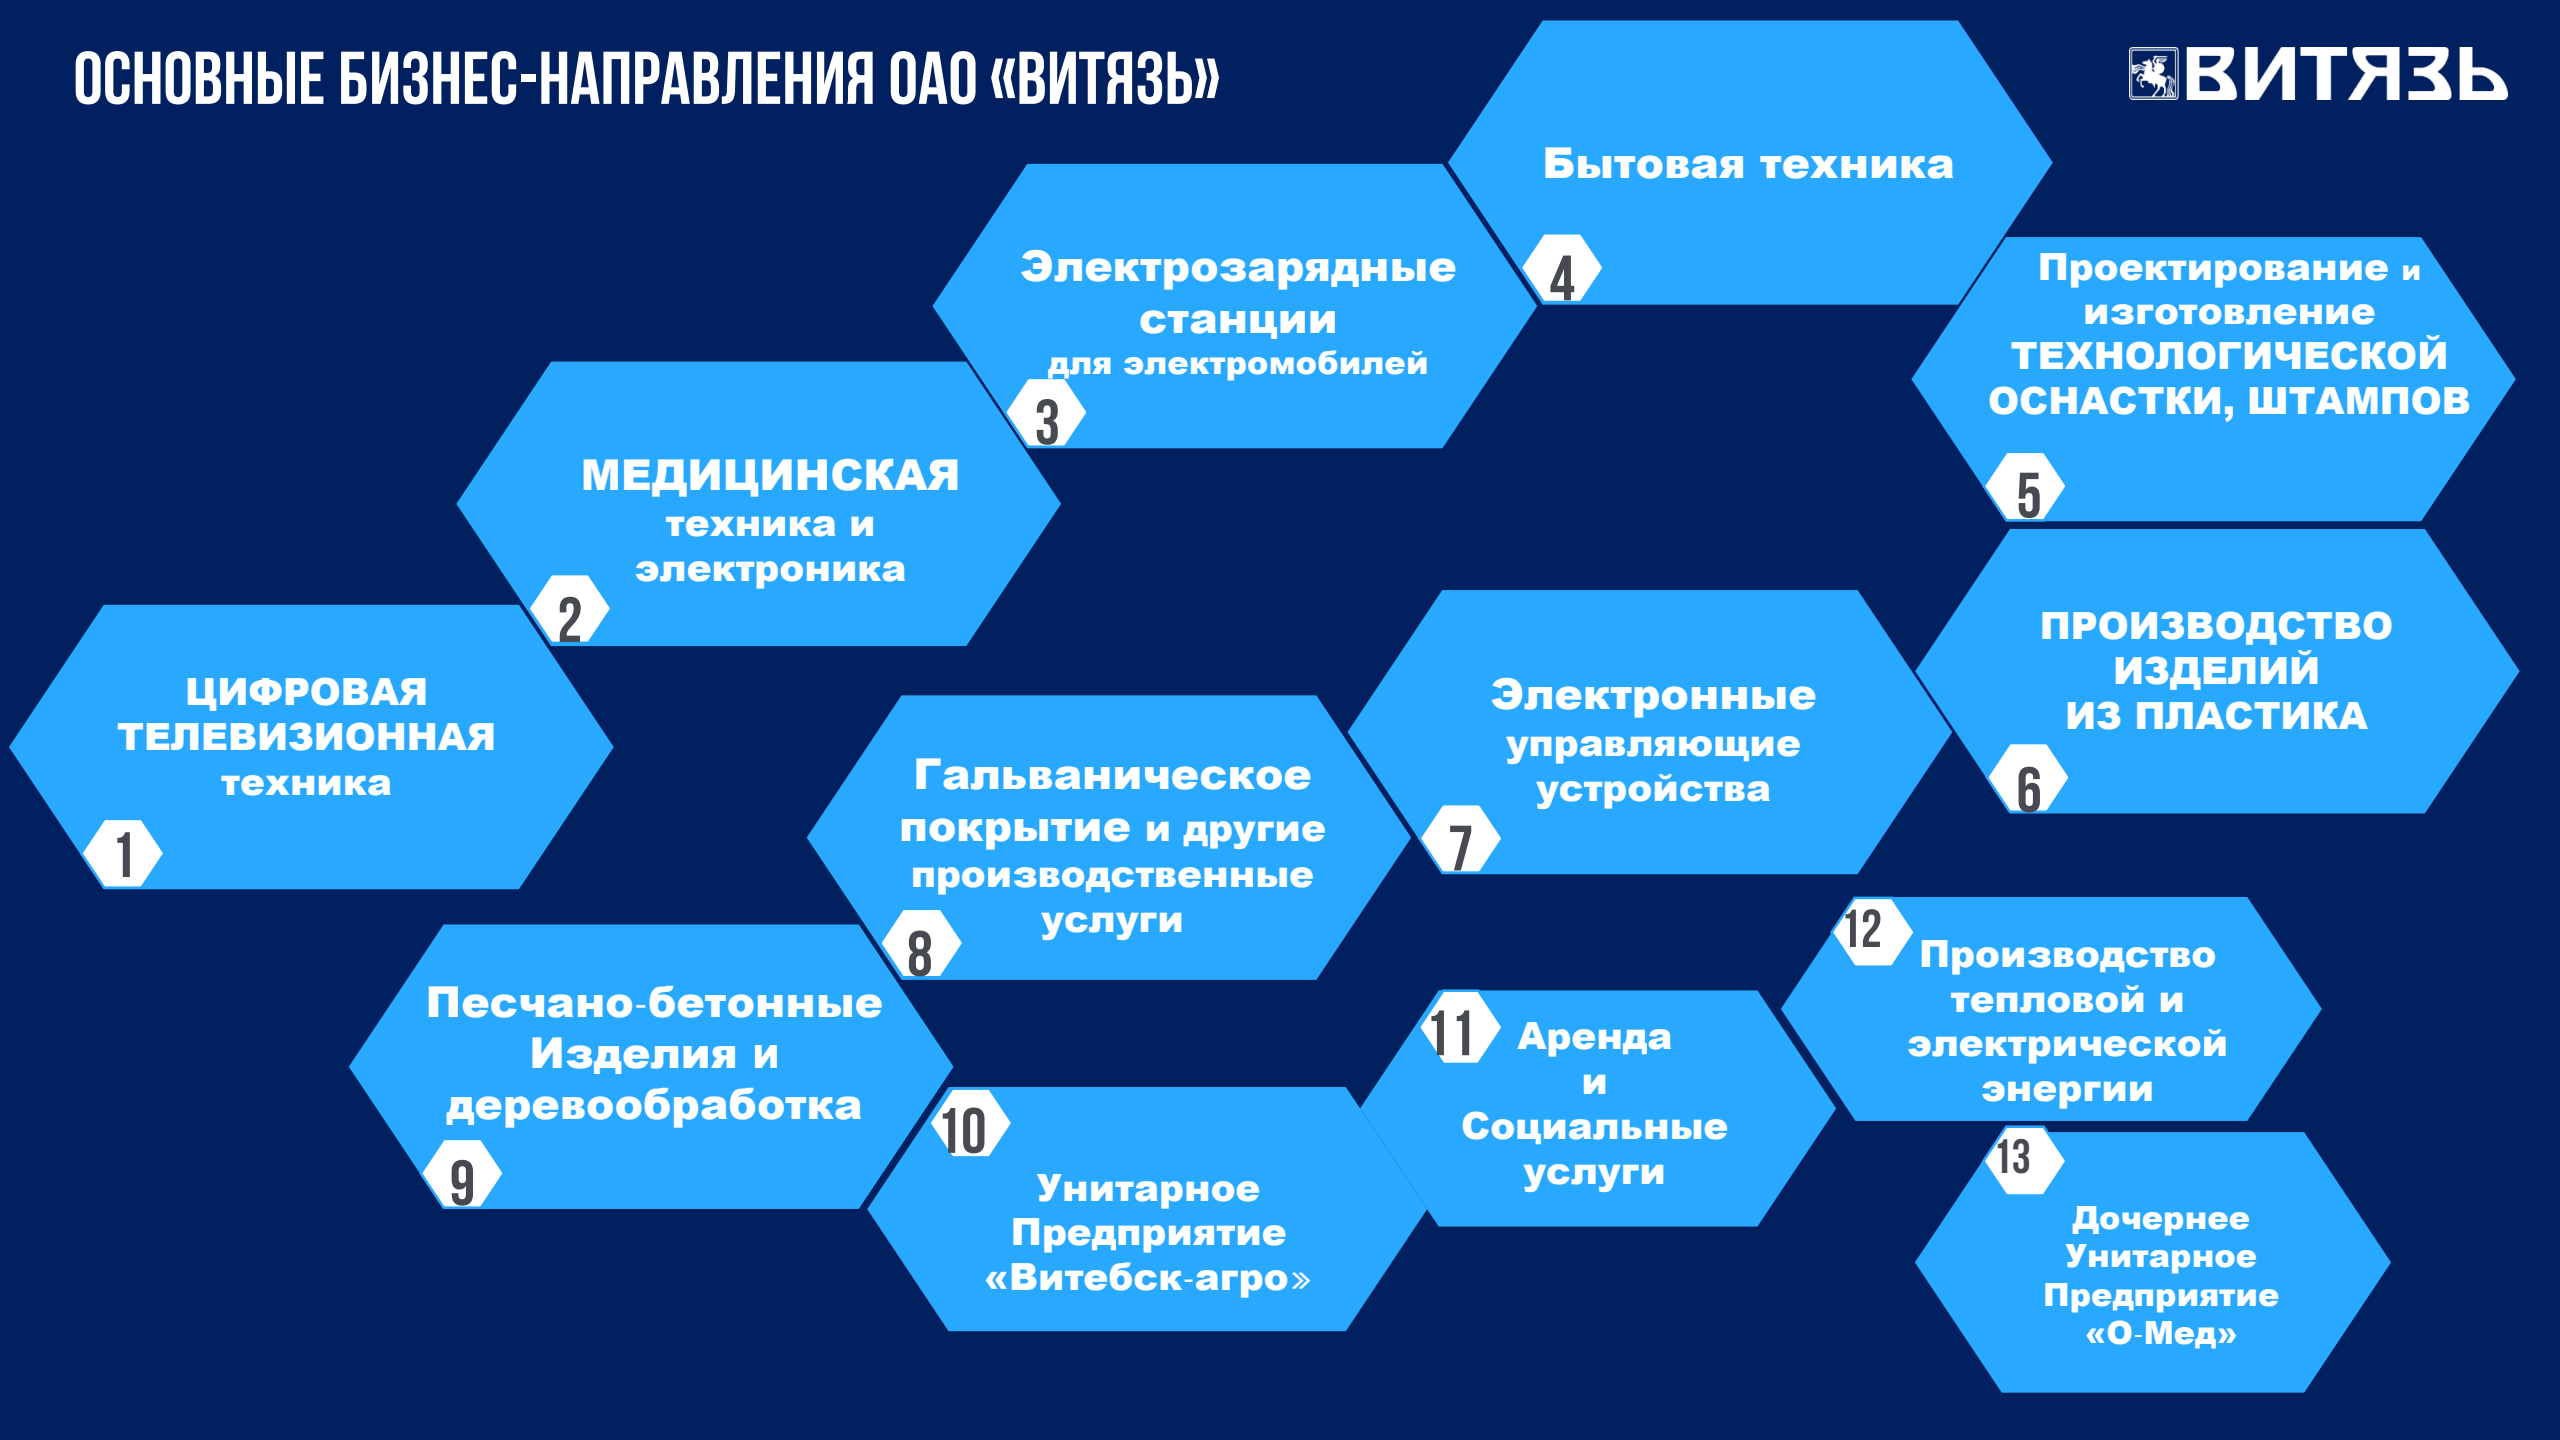 ОСНОВНЫЕ БИЗНЕС-НАПРАВЛЕНИЯ ОАО «ВИТЯЗЬ»
ВИТЯЗЬ
ЦИФРОВАЯ
ТЕЛЕВИЗИОННАЯ
техника
1
МЕДИЦИНСКАЯ
техника и
электроника
2
Электрозарядные
станции
для электромобилей
3
Бытовая техника
4
Проектирование и
изготовление
ТЕХНОЛОГИЧЕСКОЙ
ОСНАСТКИ, ШТАМПОВ
5
ПРОИЗВОДСТВО
ИЗДЕЛИЙ
ИЗ ПЛАСТИКА
6
Электронные
управляющие
устройства
7
Гальваническое
покрытие и другие
производственные
услуги
8
Песчано-бетонные
Изделия и
деревообработка
9
10
Унитарное
Предприятие
«Витебск-агро»
11
Аренда
и
Социальные
услуги
12
Производство
тепловой и
электрической
энергии
13
Дочернее
Унитарное
Предприятие
«О-Мед»